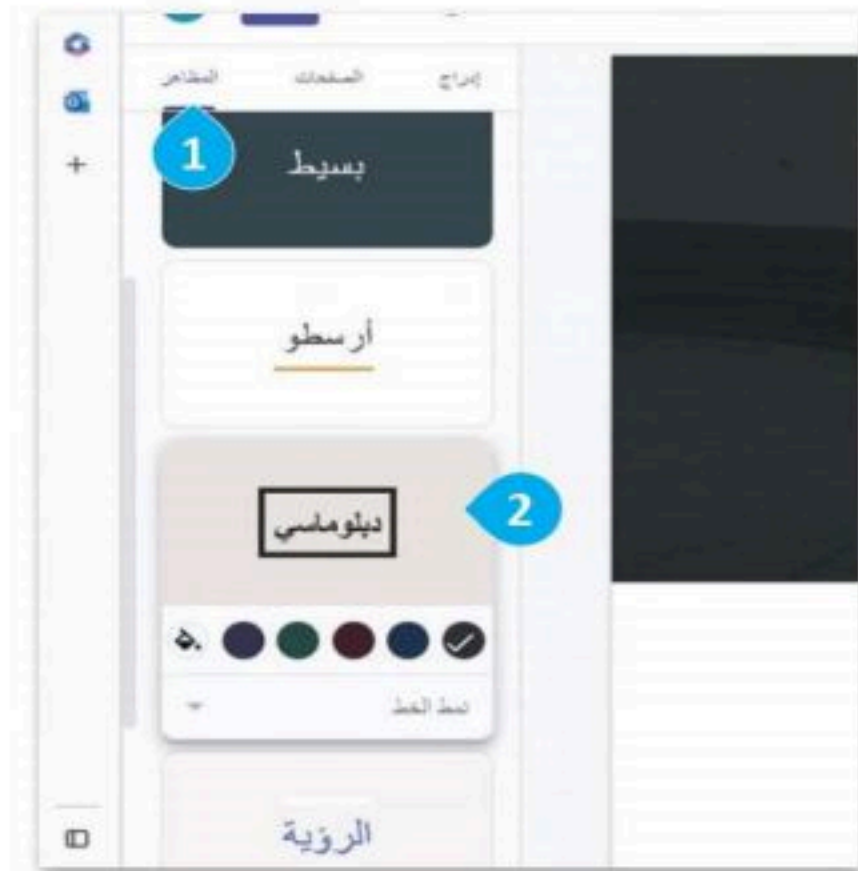 إدراج الصفحات المظاهر
1
بسيط
أرسطو
2
دبلوماسي
نمط الخط
الرؤية